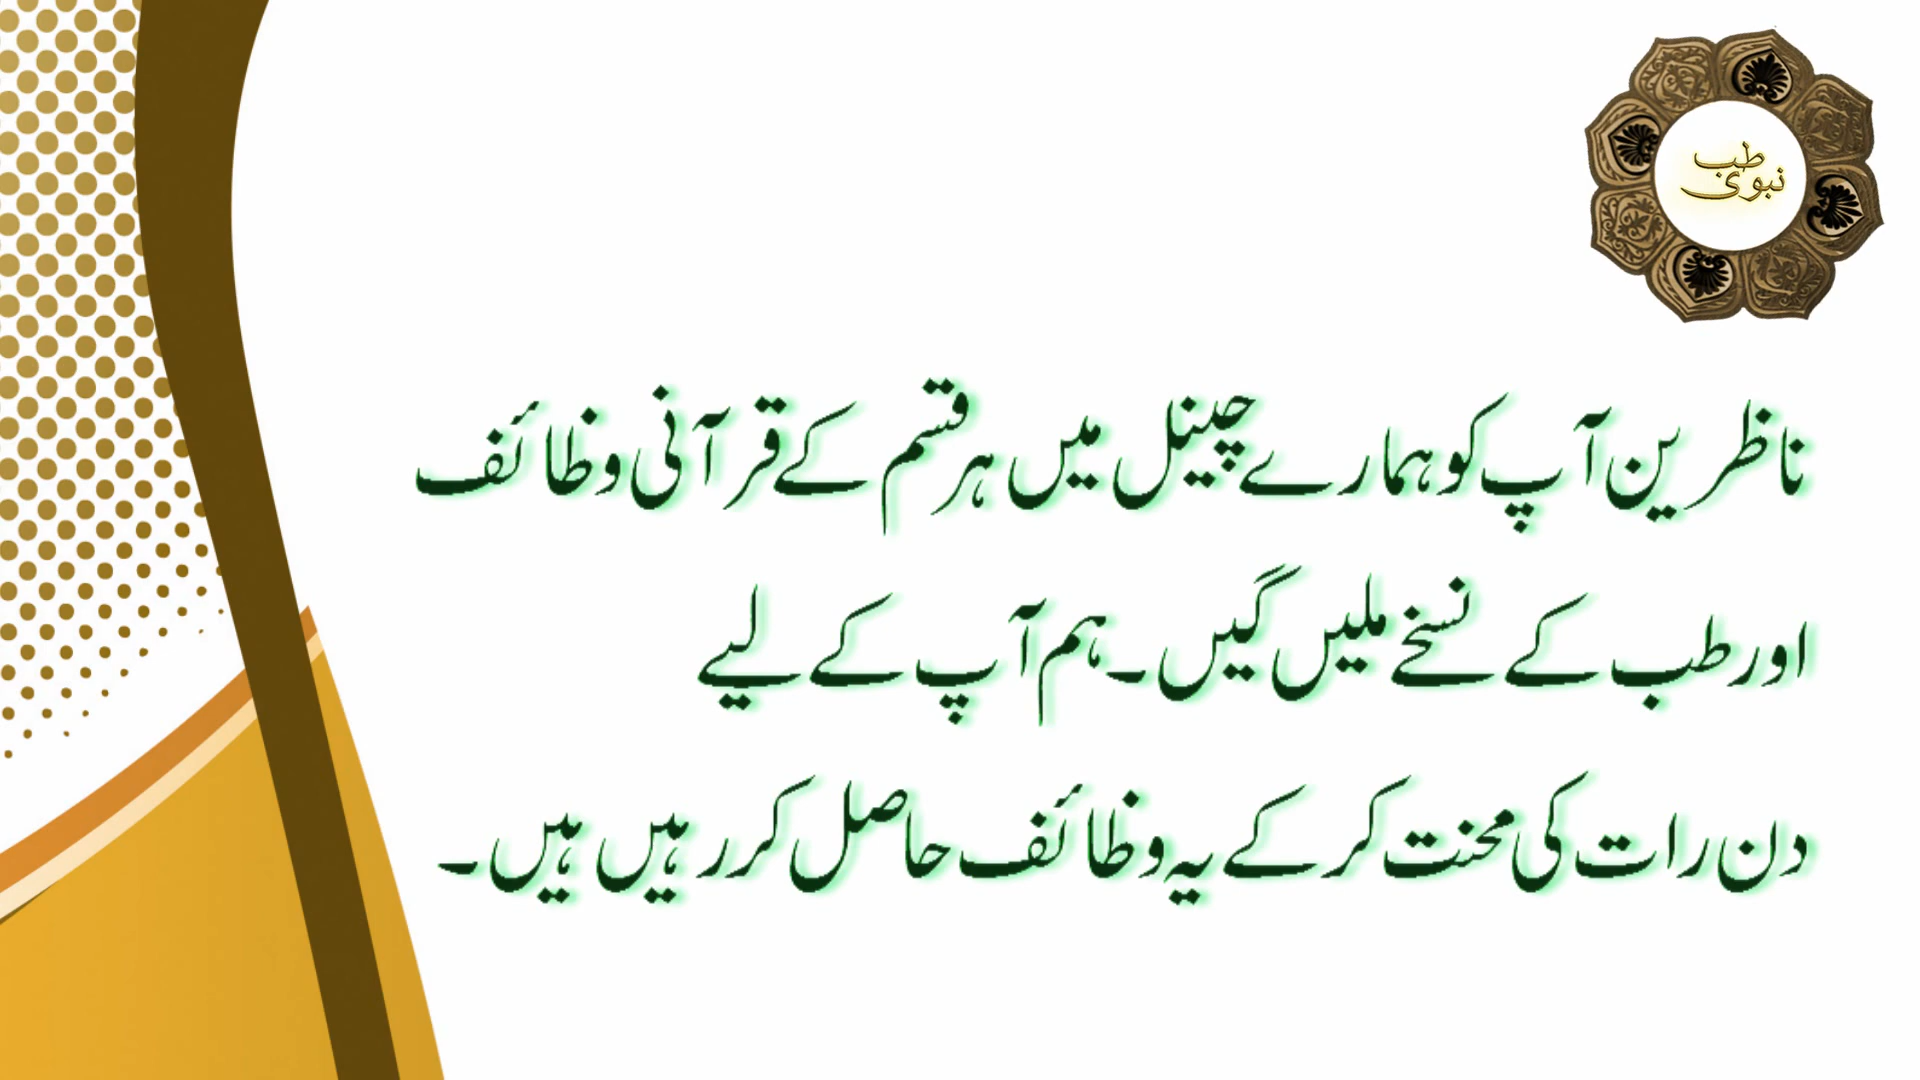 طب
نبوی
ناظرین آپ کو ہمارے چینل میں ہر قسم کے قرآنی وظائف
اور طب کے نسخے ملیں گیں۔ ہم آپ کے لیے
دن رات کی محنت کر کے یہ وظائف حاصل کر رہیں ہیں۔